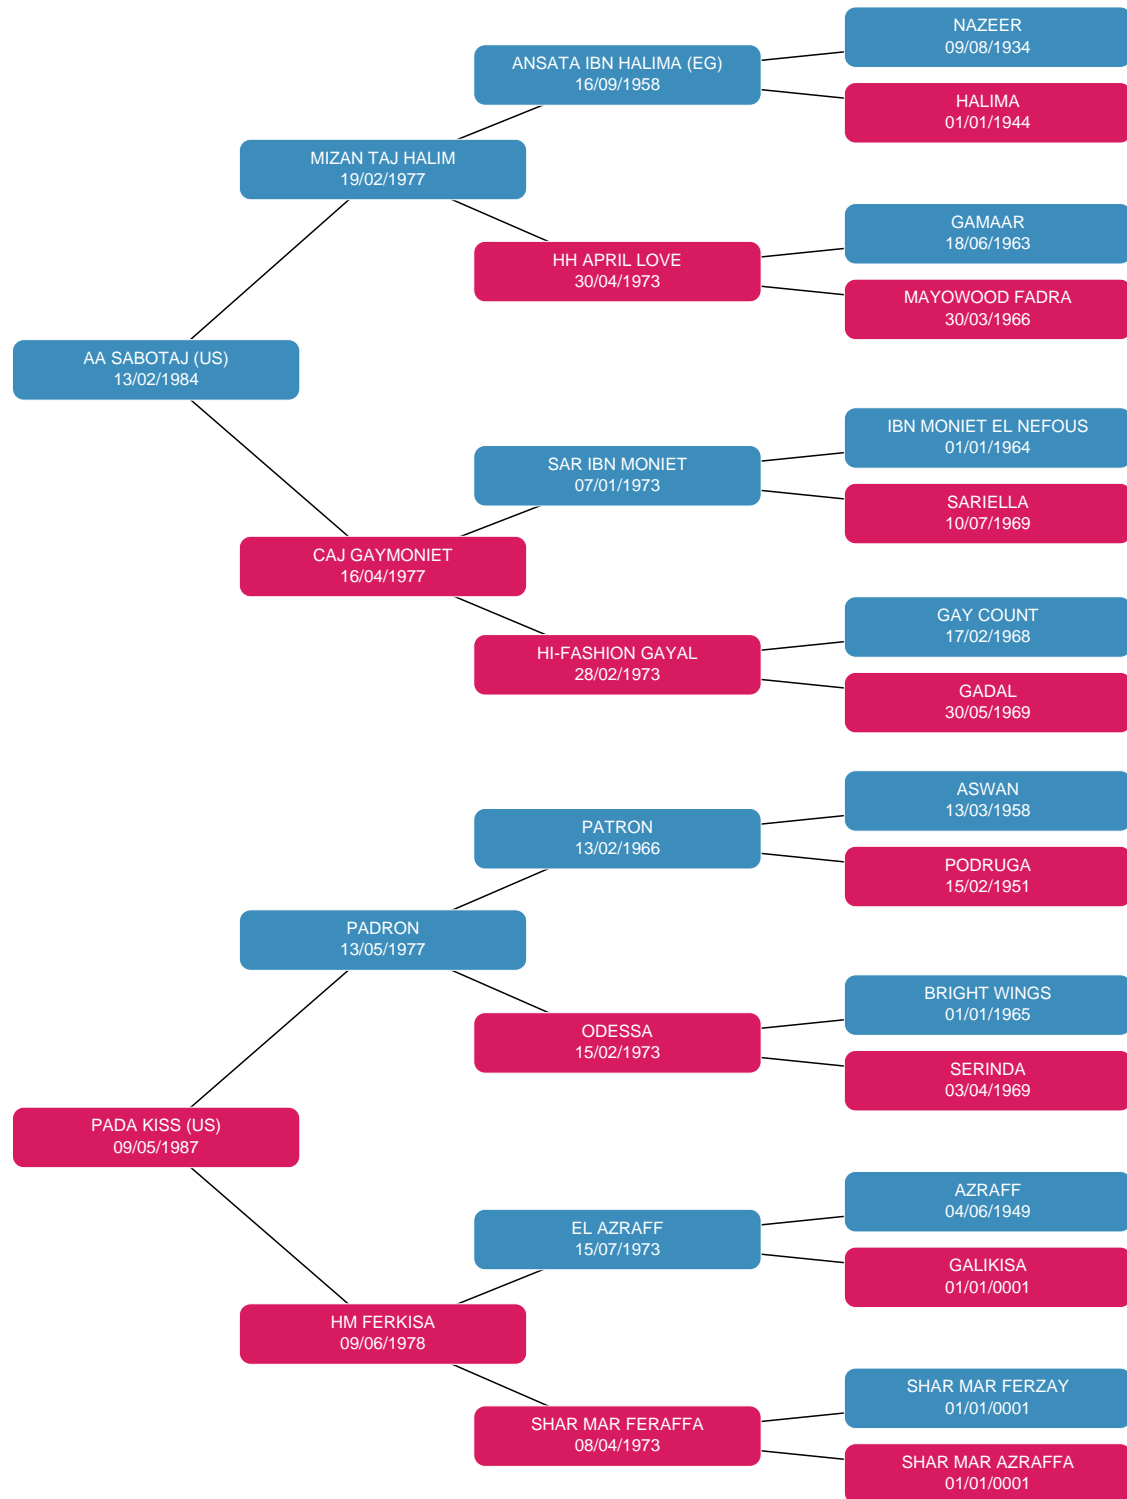 NAZEER
09/08/1934
ANSATA IBN HALIMA (EG)
16/09/1958
HALIMA
01/01/1944
MIZAN TAJ HALIM
19/02/1977
GAMAAR
18/06/1963
HH APRIL LOVE
30/04/1973
MAYOWOOD FADRA
30/03/1966
AA SABOTAJ (US)
13/02/1984
IBN MONIET EL NEFOUS
01/01/1964
SAR IBN MONIET
07/01/1973
SARIELLA
10/07/1969
CAJ GAYMONIET
16/04/1977
GAY COUNT
17/02/1968
HI-FASHION GAYAL
28/02/1973
GADAL
30/05/1969
ASWAN
13/03/1958
PATRON
13/02/1966
PODRUGA
15/02/1951
PADRON
13/05/1977
BRIGHT WINGS
01/01/1965
ODESSA
15/02/1973
SERINDA
03/04/1969
PADA KISS (US)
09/05/1987
AZRAFF
04/06/1949
EL AZRAFF
15/07/1973
GALIKISA
01/01/0001
HM FERKISA
09/06/1978
SHAR MAR FERZAY
01/01/0001
SHAR MAR FERAFFA
08/04/1973
SHAR MAR AZRAFFA
01/01/0001